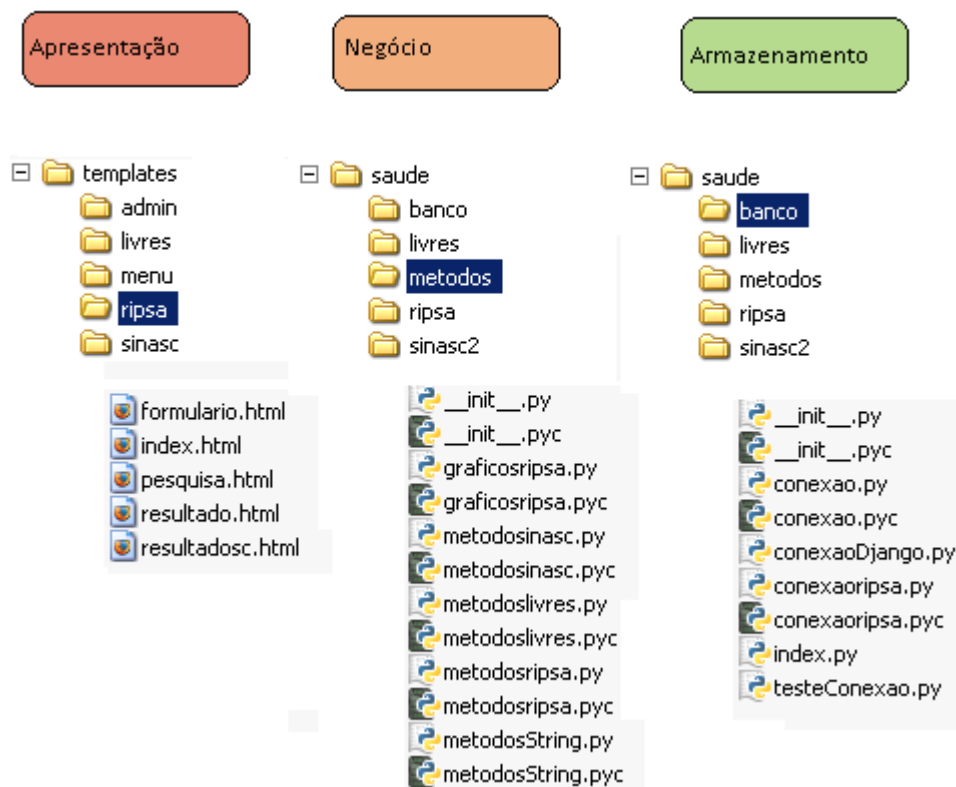 Apresentação
Negócio
Armazenamento
templates
admin
livres
menu
ripsa
sinasc
formulario.html
index.html
pesquisa.html
resultado.html
resultadosc.html
saude
banco
livres
metodos
ripsa
sinasc2
__init__.py
__init__.pyc
graficosripsa.py
graficosripsa.pyc
metodosinasc.py
metodosinasc.pyc
metodoslivres.py
metodoslivres.pyc
metodosripsa.py
metodosripsa.pyc
metodosString.py
metodosString.pyc
saude
banco
livres
metodos
ripsa
sinasc2
__init__.py
__init__.pyc
conexao.py
conexao.pyc
conexaoDjango.py
conexaoripsa.py
conexaoripsa.pyc
index.py
testeConexao.py